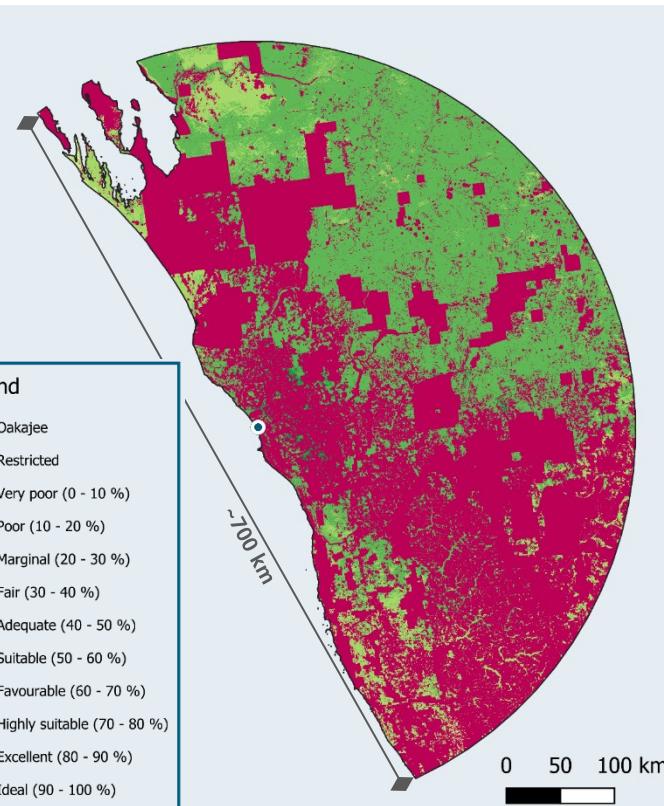 nd
Oakajee
Restricted
Very poor (0 - 10 %)
Poor (10 - 20 %)
Marginal (20 - 30 %)
Fair (30 - 40 %)
Adequate (40 - 50 %)
Suitable (50 - 60 %)
Favourable (60 - 70 %)
Highly suitable (70 - 80 %)
Excellent (80 - 90 %)
Ideal (90 - 100 %)
~700 km
0 50 100 km